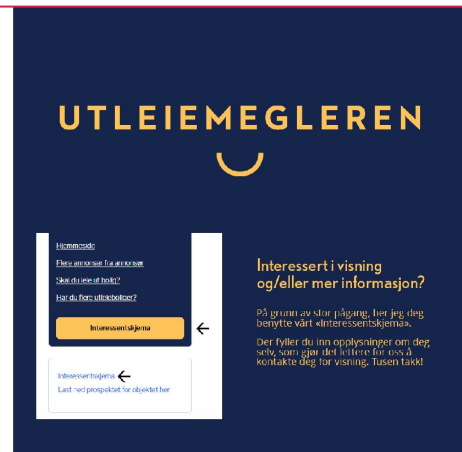 UTLEIEMEGLEREN
Hjemmeside
Flere annonser fra annonsør
Skal du leie ut bolig?
Har du flere utleieboliger?
Interessentskjema
Interessentskjema
Last ned prospektet for objektet her
Interessert i visning
og/eller mer informasjon?
På grunn av stor pågang, ber jeg deg
benytte vårt «Interessentskjema».
Der fyller du inn opplysninger om deg
selv, som gjør det lettere for oss å
kontakte deg for visning. Tusen takk!